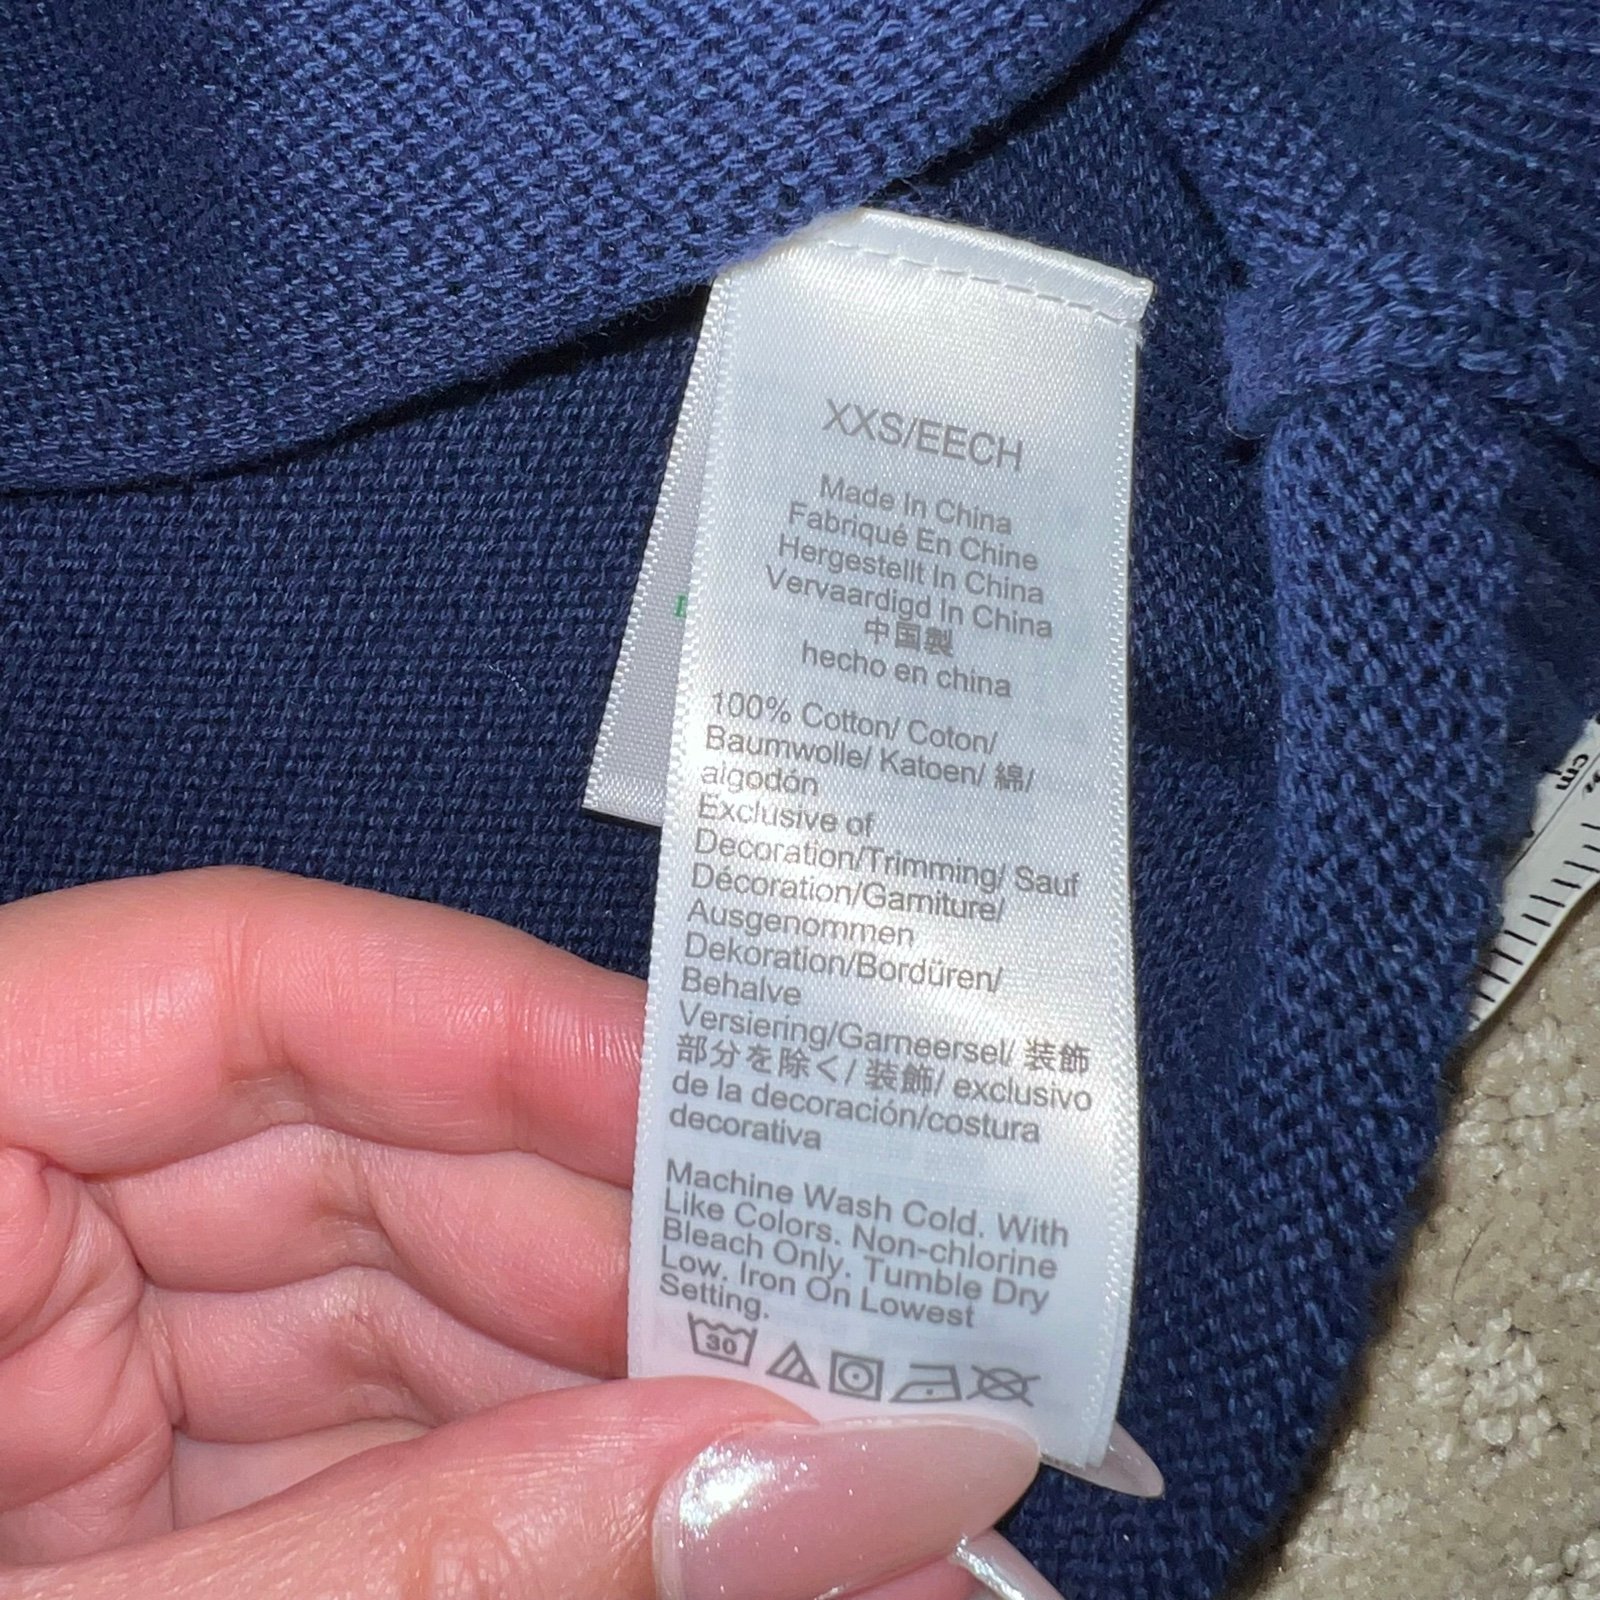 XXS/EECH
Made In China
Fabriqué En Chine
Hergestellt In China
Vervaardigd In China
中国製
hecho en china
100% Cotton/ Coton/
Baumwolle/ Katoen/ 綿/
algodón
Exclusive of
Decoration/Trimming/ Sauf
Décoration/Garniture/
Ausgenommen
Dekoration/Bordüren/
Behalve
Versiering/Garneersel/ 装飾
部分を除く/ 装飾/ exclusivo
de la decoración/costura
decorativa
Machine Wash Cold. With
Like Colors. Non-chlorine
Bleach Only. Tumble Dry
Low. Iron On Lowest
Setting.
30
cm